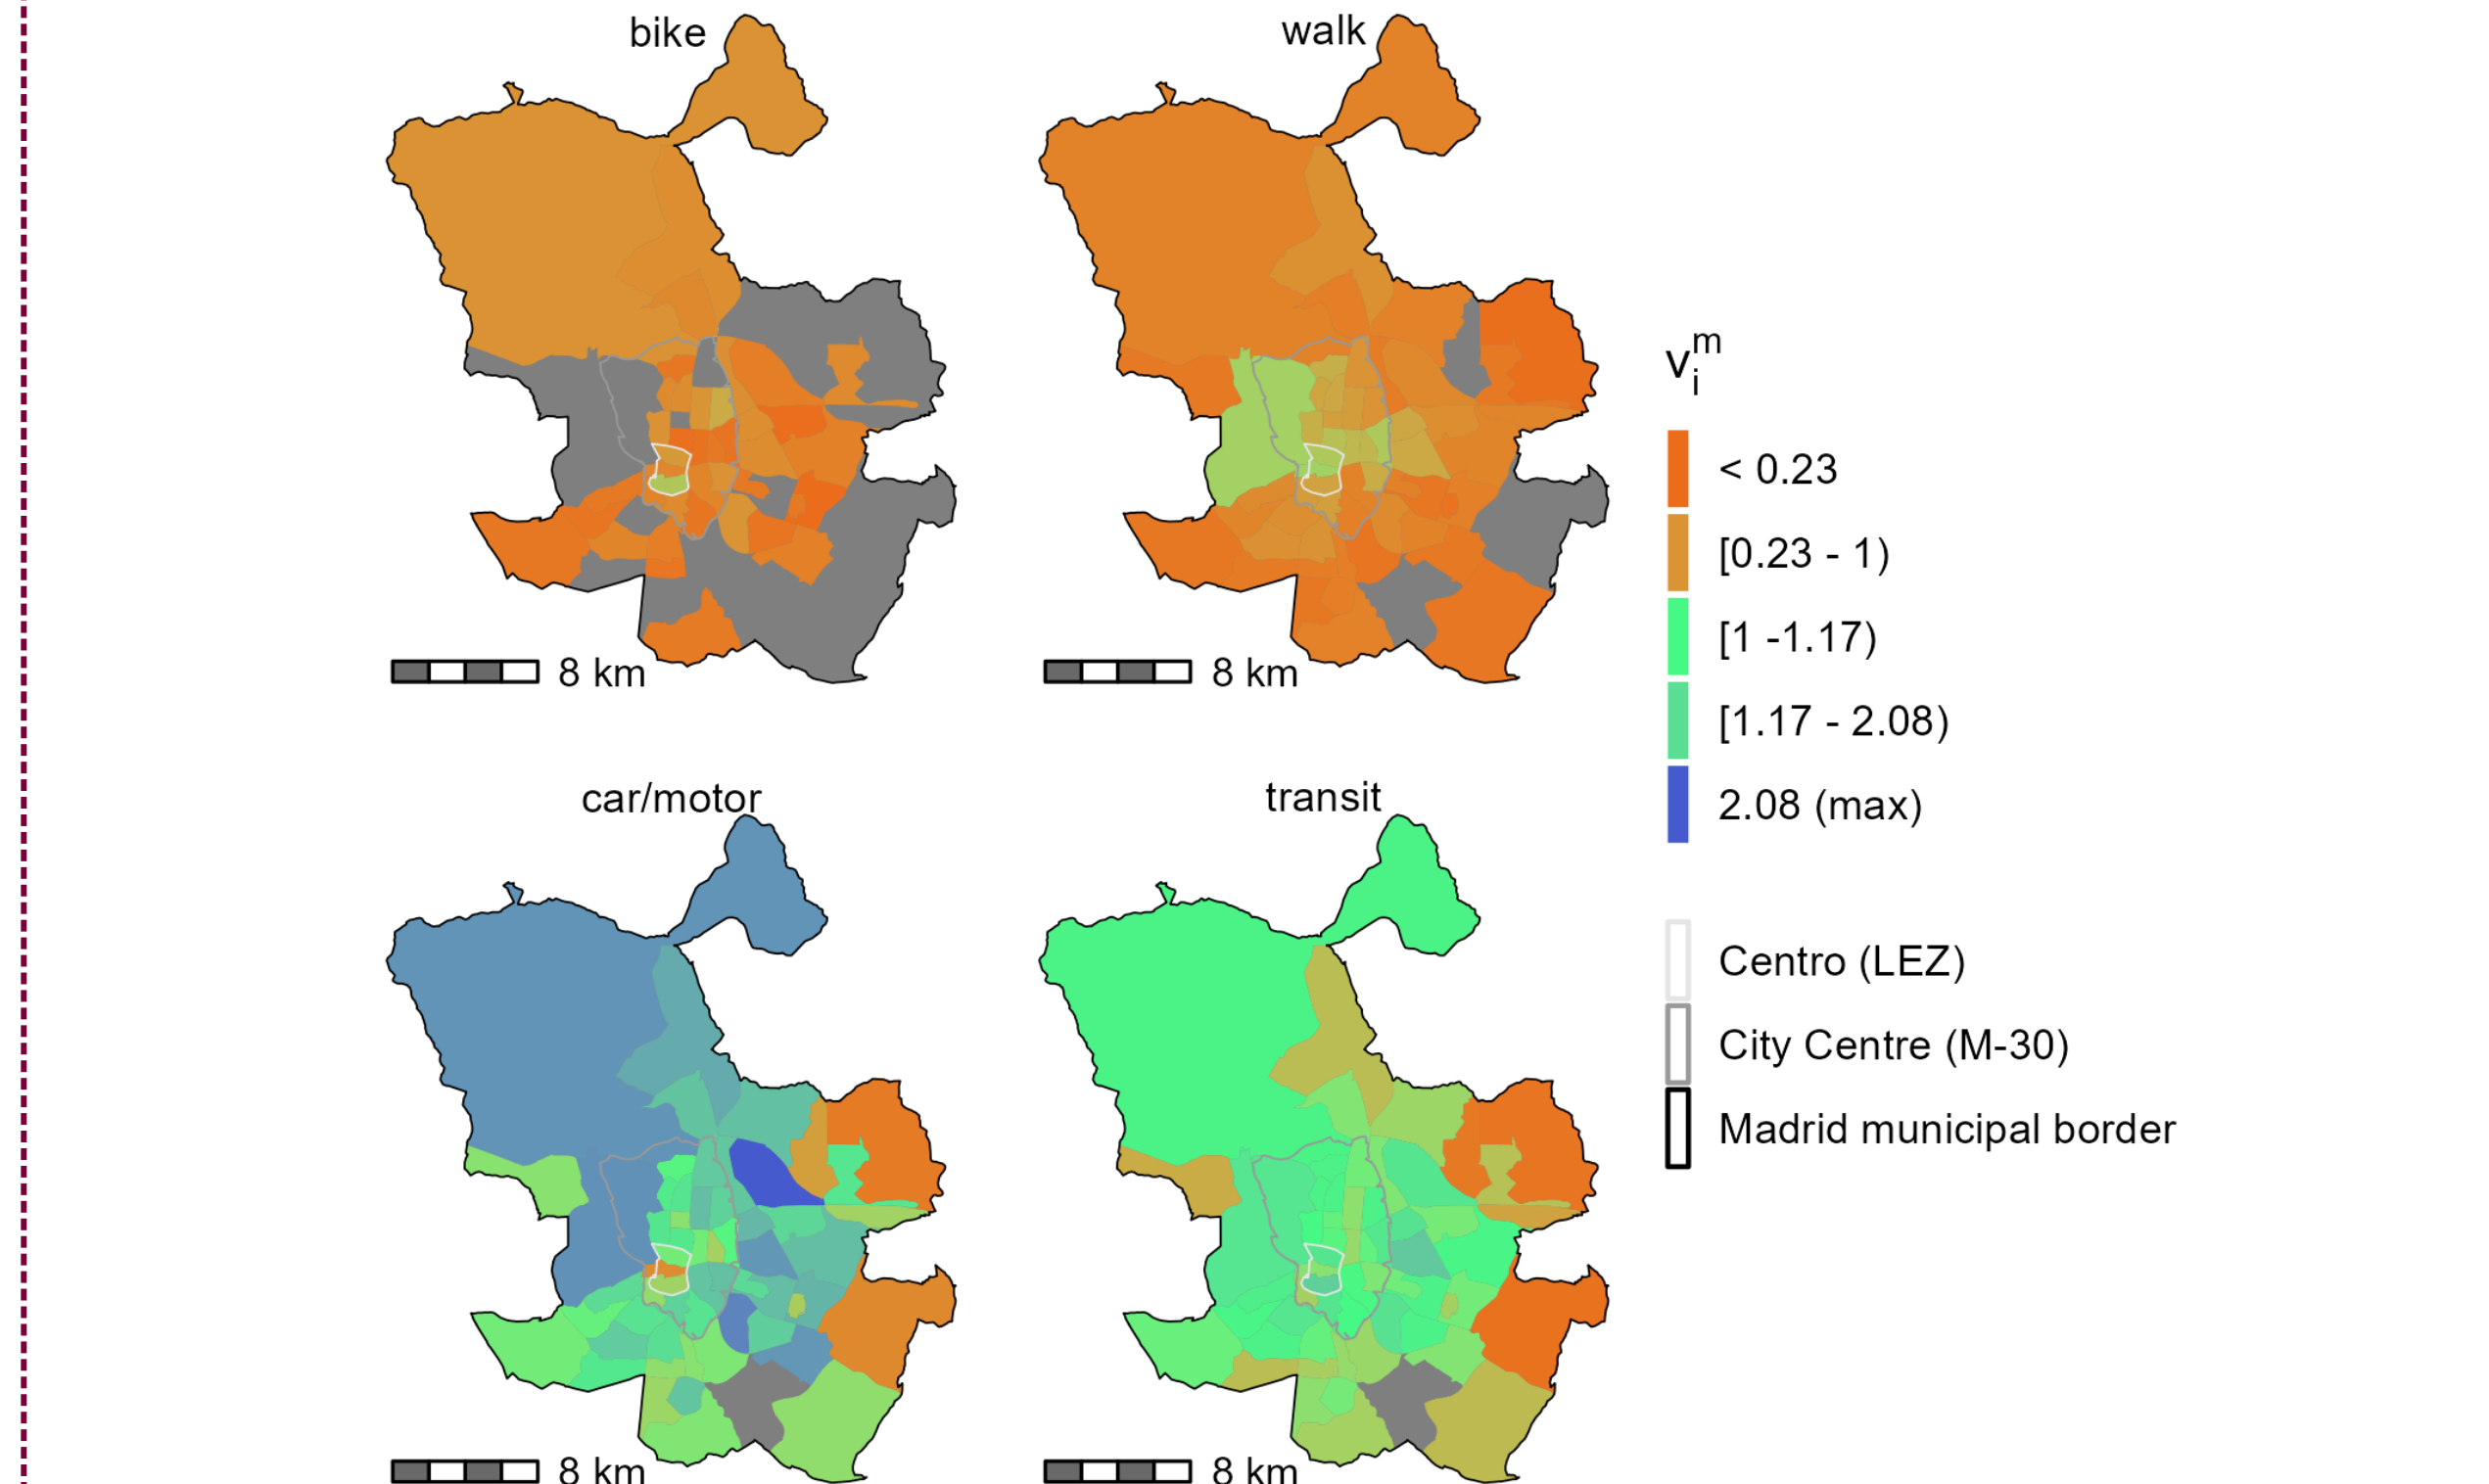 bike
walk
8 km
8 km
v_i^m
< 0.23
[0.23 - 1)
[1 -1.17)
[1.17 - 2.08)
2.08 (max)
Centro (LEZ)
City Centre (M-30)
Madrid municipal border
car/motor
transit
8 km
8 km